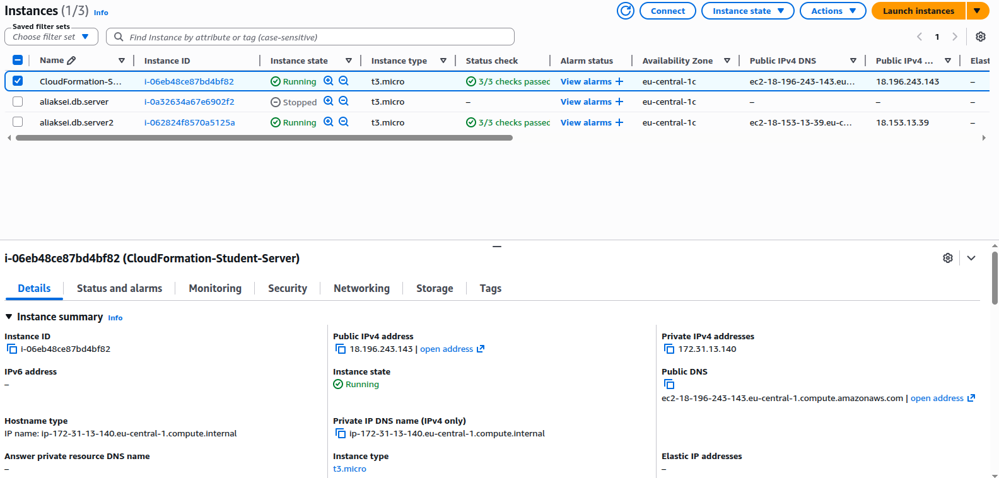 Instances (1/3) Info
Connect Instance state Actions Launch instances
Saved filter sets
Choose filter set
Find Instance by attribute or tag (case-sensitive)
1
Name Instance ID Instance state Instance type Status check Alarm status Availability Zone Public IPv4 DNS Public IPv4 ... Elast
CloudFormation-S... i-06eb48ce87bd4bf82 Running t3.micro 3/3 checks passed View alarms + eu-central-1c ec2-18-196-243-143.eu... 18.196.243.143 –
aliaksei.db.server i-0a32634a67e6902f2 Stopped t3.micro – View alarms + eu-central-1c – – –
aliaksei.db.server2 i-062824f8570a5125a Running t3.micro 3/3 checks passed View alarms + eu-central-1c ec2-18-153-13-39.eu-c... 18.153.13.39 –
i-06eb48ce87bd4bf82 (CloudFormation-Student-Server)
Details Status and alarms Monitoring Security Networking Storage Tags
Instance summary Info
Instance ID
i-06eb48ce87bd4bf82
Public IPv4 address
18.196.243.143 | open address
Private IPv4 addresses
172.31.13.140
IPv6 address
–
Instance state
Running
Public DNS
ec2-18-196-243-143.eu-central-1.compute.amazonaws.com | open address
Hostname type
IP name: ip-172-31-13-140.eu-central-1.compute.internal
Private IP DNS name (IPv4 only)
ip-172-31-13-140.eu-central-1.compute.internal
Answer private resource DNS name
–
Instance type
t3.micro
Elastic IP addresses
–